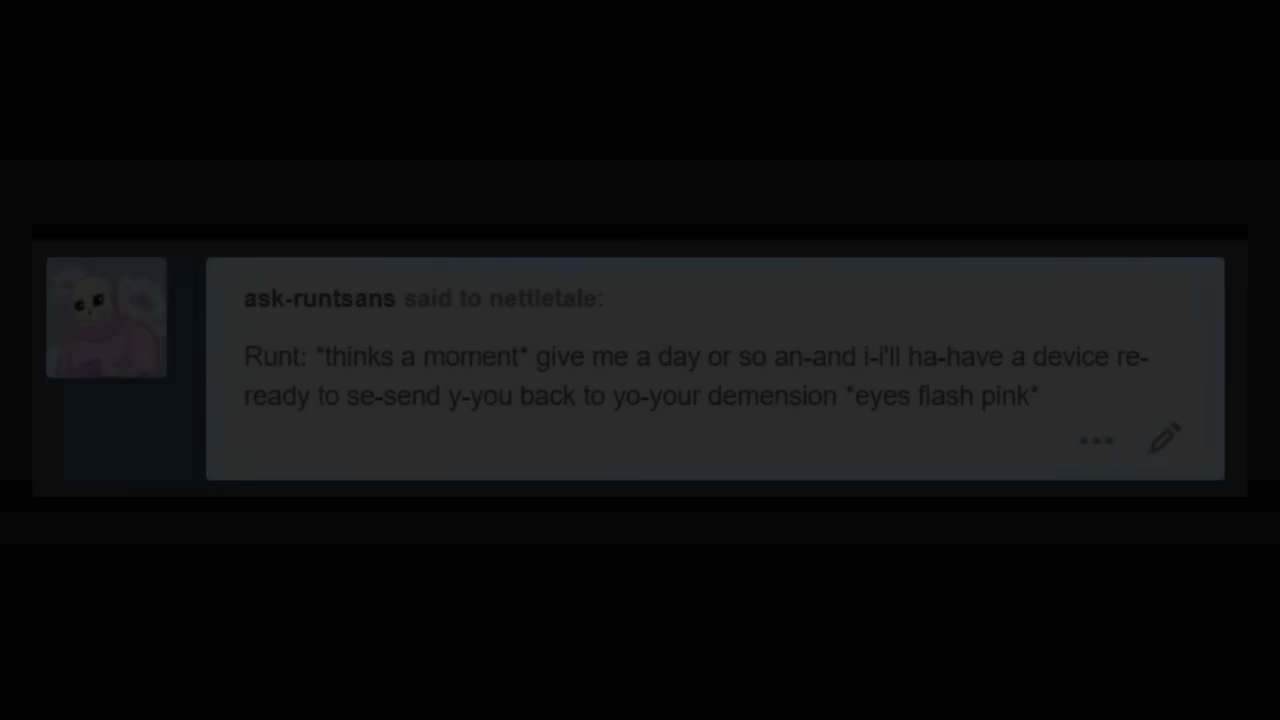 ask-runtsans said to nettletale:
Runt: *thinks a moment* give me a day or so an-and i-i'll ha-have a device re-
ready to se-send y-you back to yo-your demension *eyes flash pink*